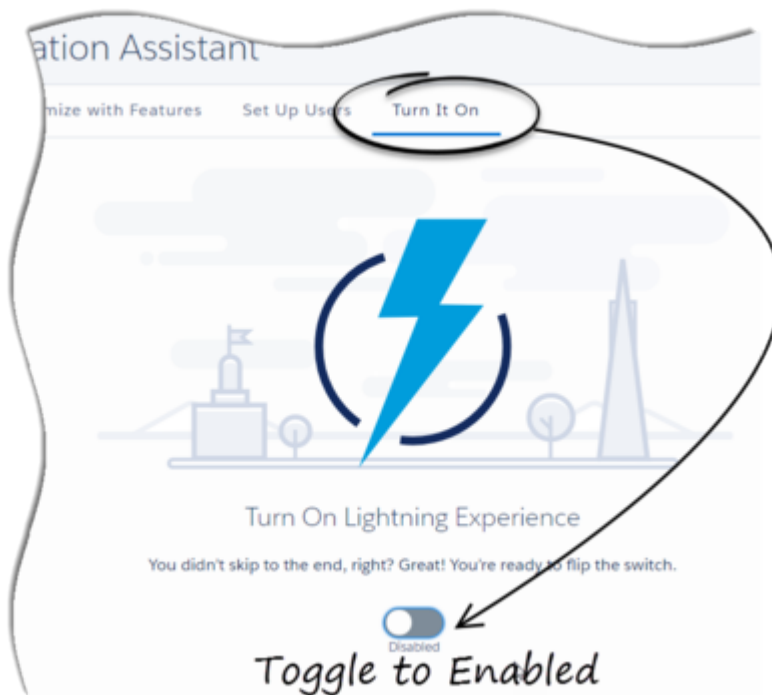 ation Assistant
mize with Features Set Up Users Turn It On
Turn On Lightning Experience
You didn't skip to the end, right? Great! You're ready to flip the switch.
Disabled
Toggle to Enabled